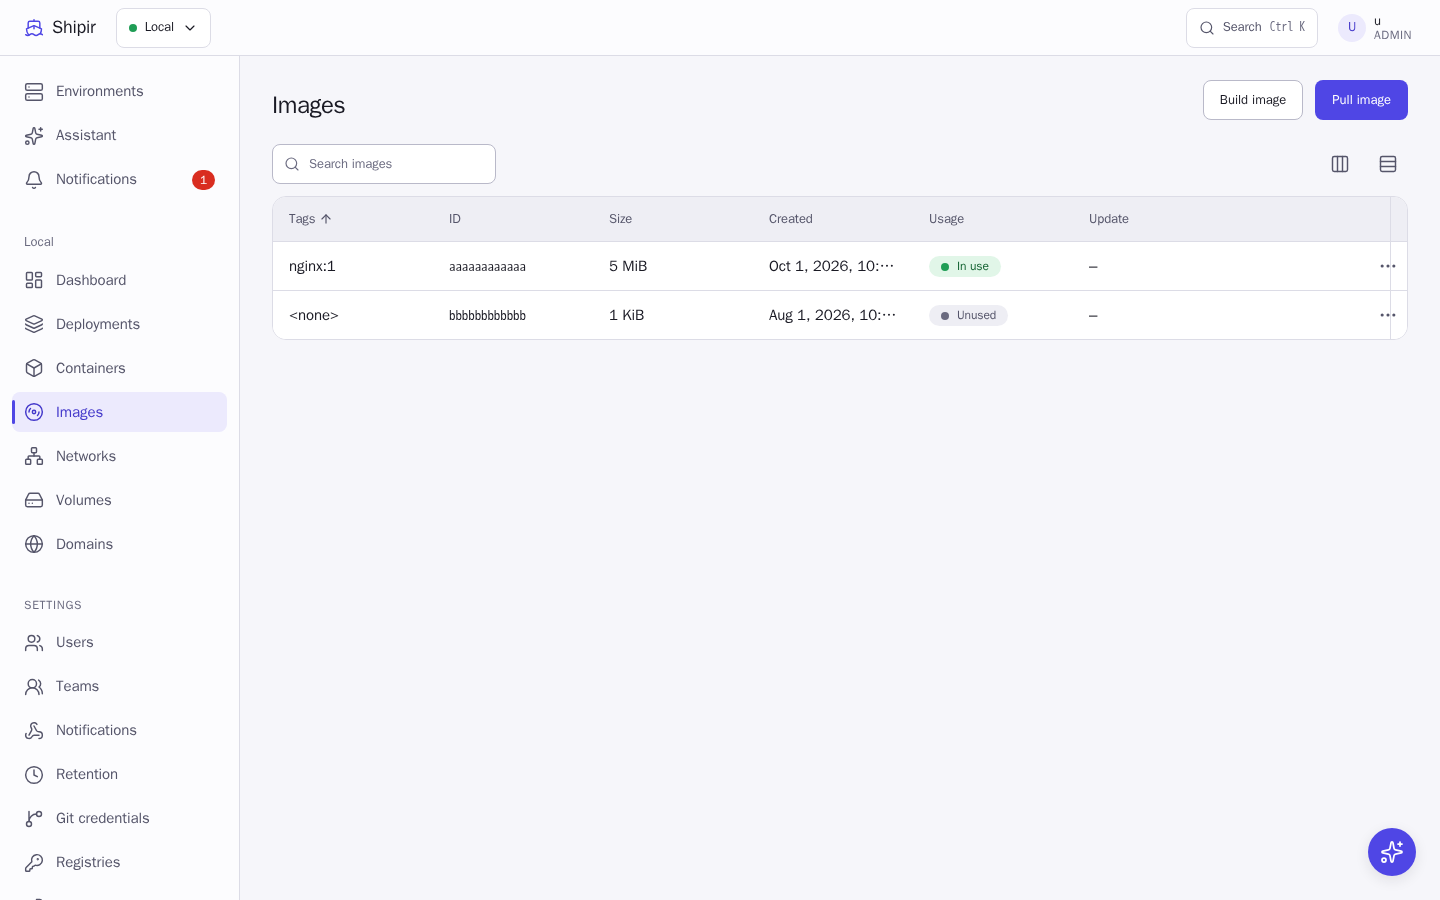 Shipir
Local
Search Ctrl K
U
u
ADMIN
Environments
Assistant
Notifications
1
Local
Dashboard
Deployments
Containers
Images
Networks
Volumes
Domains
SETTINGS
Users
Teams
Notifications
Retention
Git credentials
Registries
Images
Build image
Pull image
Search images
Tags ID Size Created Usage Update
nginx:1 aaaaaaaaaaaa 5 MiB Oct 1, 2026, 10:··· In use –
<none> bbbbbbbbbbbb 1 KiB Aug 1, 2026, 10:··· Unused –